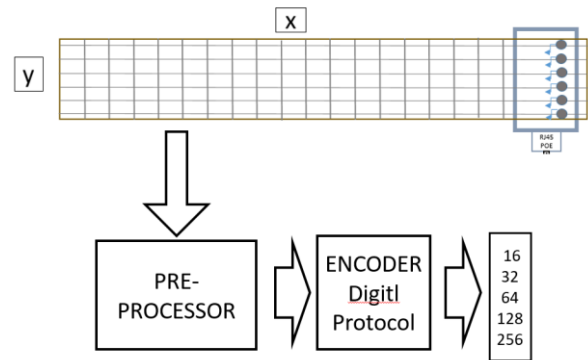 x
y
RJ45
POE
m
PRE-
PROCESSOR
ENCODER
Digitl
Protocol
16
32
64
128
256